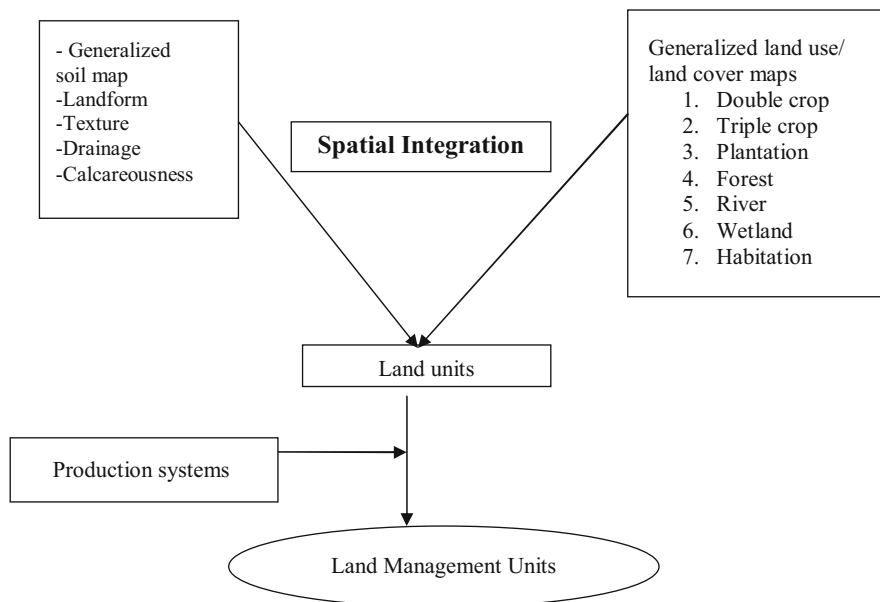 - Generalized
soil map
-Landform
-Texture
-Drainage
-Calcareousness
Spatial Integration
Generalized land use/
land cover maps
1. Double crop
2. Triple crop
3. Plantation
4. Forest
5. River
6. Wetland
7. Habitation
Land units
Production systems
Land Management Units